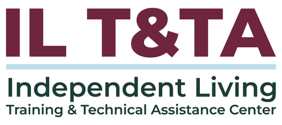 IL T&TA
Independent Living
Training & Technical Assistance Center